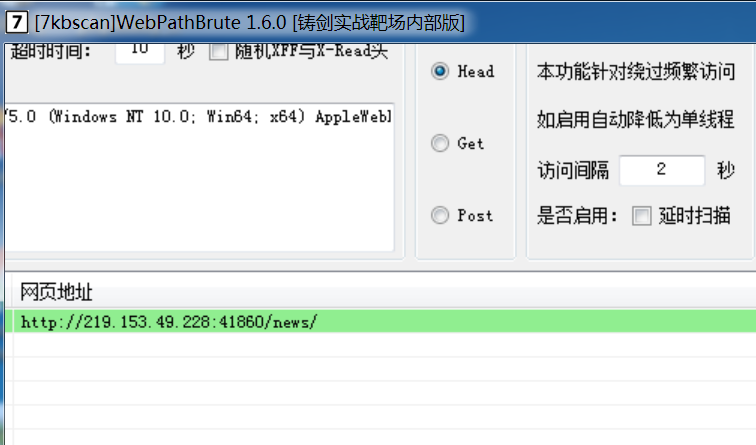 7 [7kbscan]WebPathBrute 1.6.0 [铸剑实战靶场内部版]
超时时间： 10 秒 随机XFF与X-Read头
/5.0 (Windows NT 10.0; Win64; x64) AppleWebl
Head
Get
Post
本功能针对绕过频繁访问
如启用自动降低为单线程
访问间隔 2 秒
是否启用： 延时扫描
网页地址
http://219.153.49.228:41860/news/